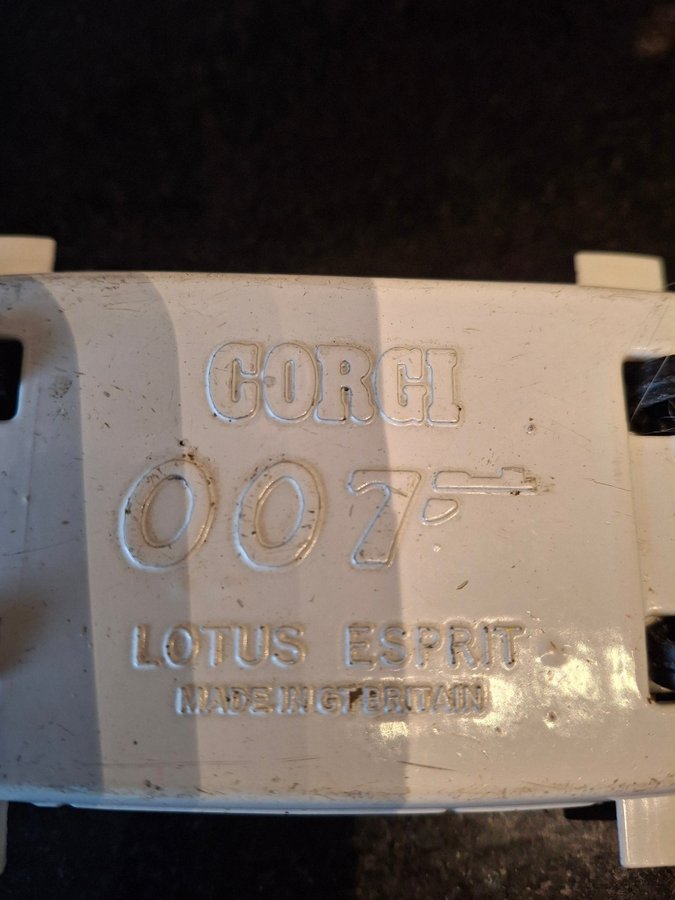 CORGI
007
LOTUS ESPRIT
MADE IN GT BRITAIN